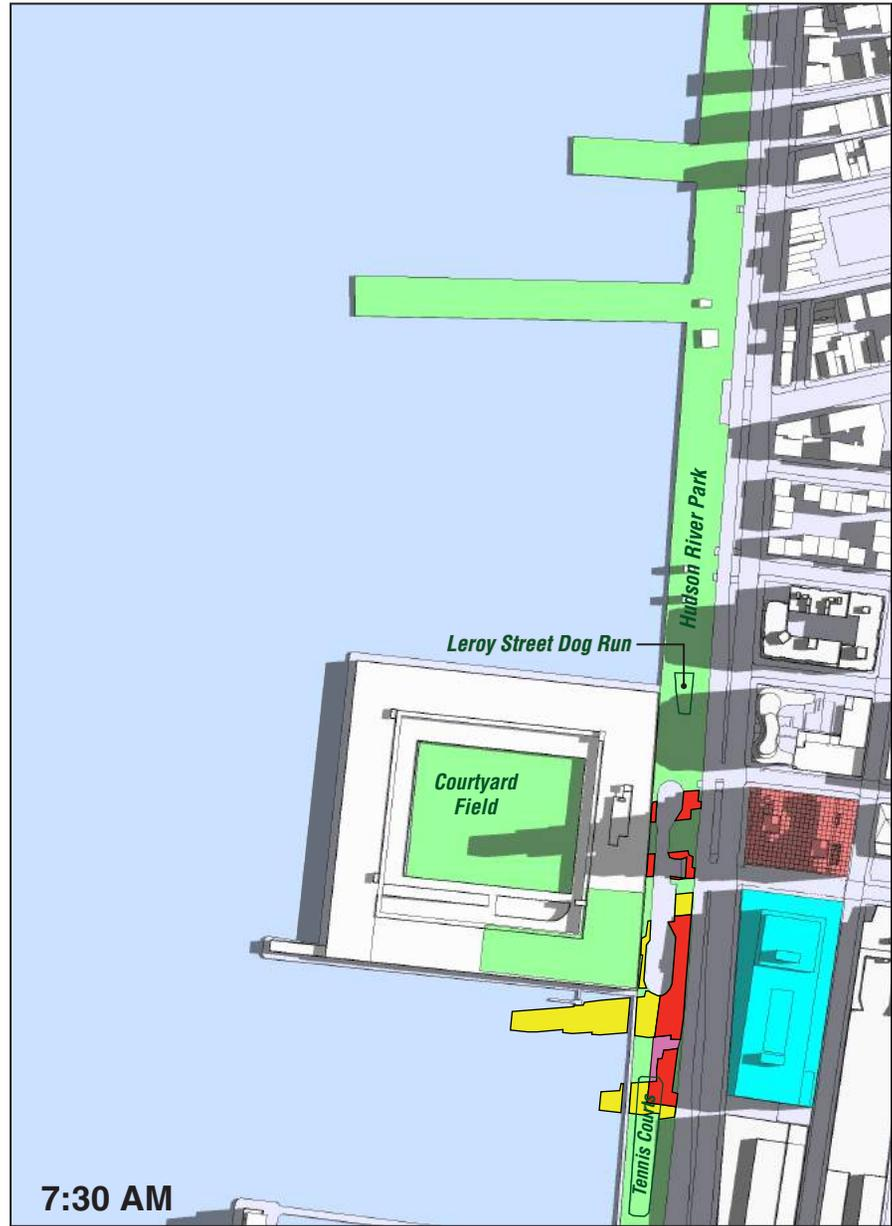 Hudson River Park
Leroy Street Dog Run
Courtyard
Field
Tennis Courts
7:30 AM